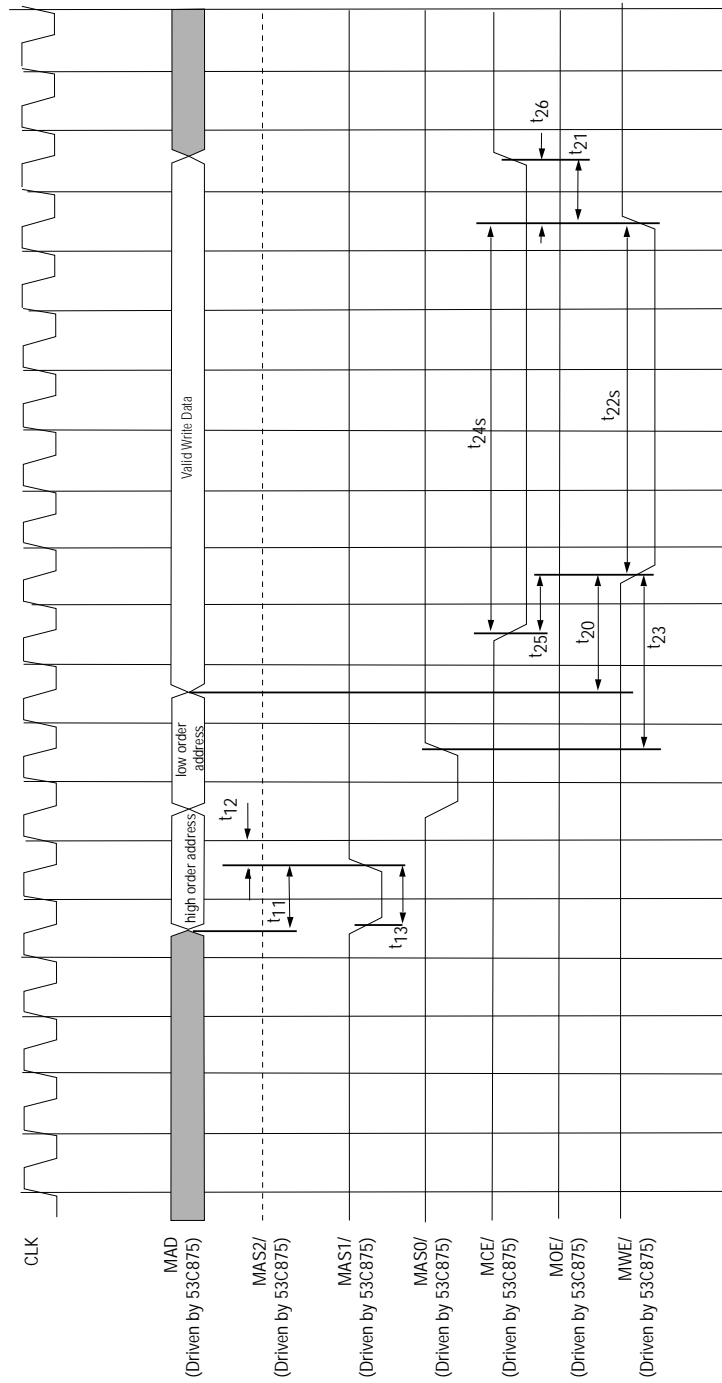 CLK
MAD
(Driven by 53C875)
MAS2/
(Driven by 53C875)
MAS1/
(Driven by 53C875)
MAS0/
(Driven by 53C875)
MCE/
(Driven by 53C875)
MOE/
(Driven by 53C875)
MWE/
(Driven by 53C875)
high order address
low order
address
Valid Write Data
t11
t12
t13
t25
t20
t23
t24s
t22s
t26
t21